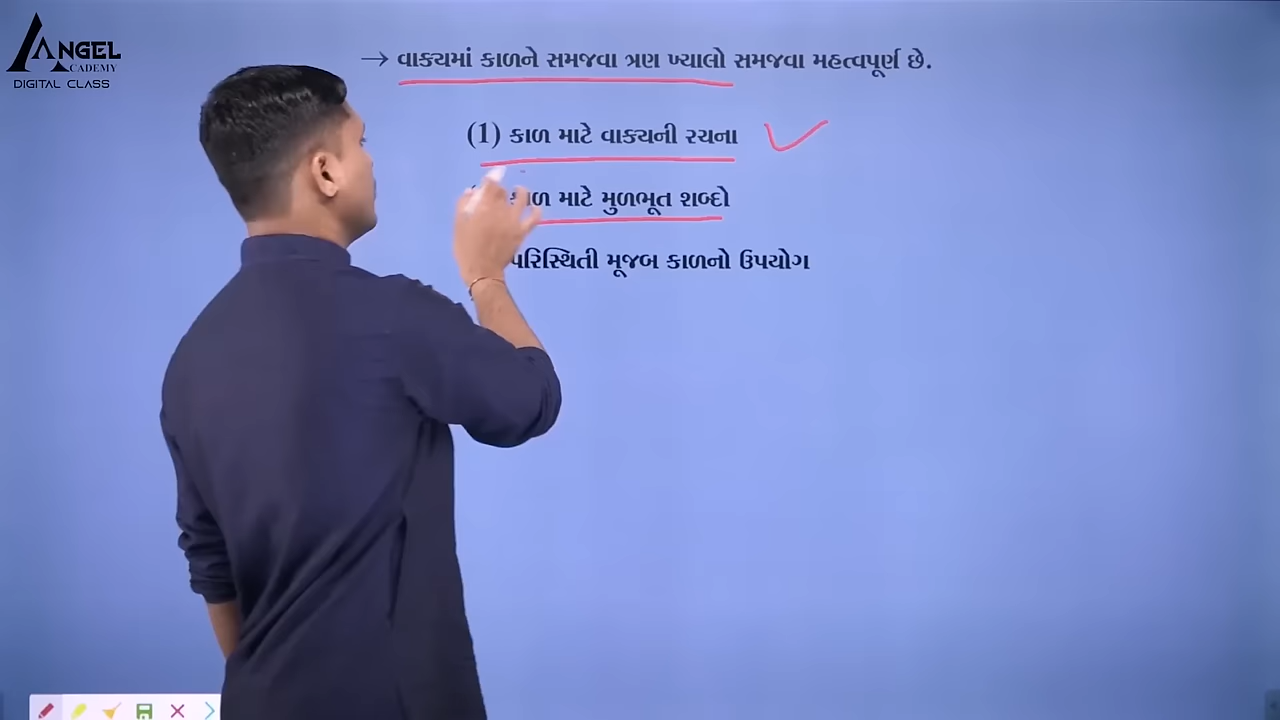 ANGEL
ACADEMY
DIGITAL CLASS
→ વાક્યમાં કાળને સમજવા ત્રણ ખ્યાલો સમજવા મહત્વપૂર્ણ છે.
(1) કાળ માટે વાક્યની રચના
કાળ માટે મુળભૂત શબ્દો
પરિસ્થિતી મૂજબ કાળનો ઉપયોગ